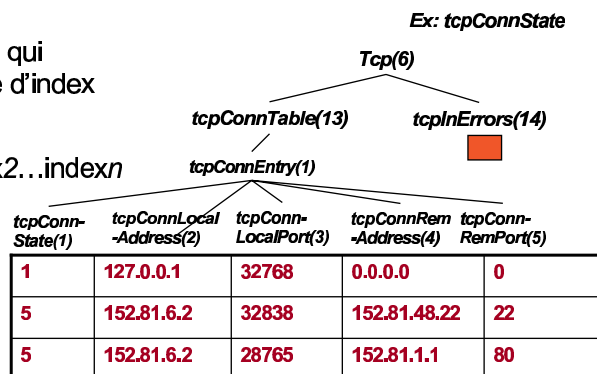 Ex: tcpConnState
qui
Tcp(6)
e d'index
tcpConnTable(13) tcpInErrors(14)
x2…indexn
tcpConnEntry(1)
tcpConn- tcpConnLocal tcpConn- tcpConnRem tcpConn-
State(1) -Address(2) LocalPort(3) -Address(4) RemPort(5)
1 127.0.0.1 32768 0.0.0.0 0
5 152.81.6.2 32838 152.81.48.22 22
5 152.81.6.2 28765 152.81.1.1 80